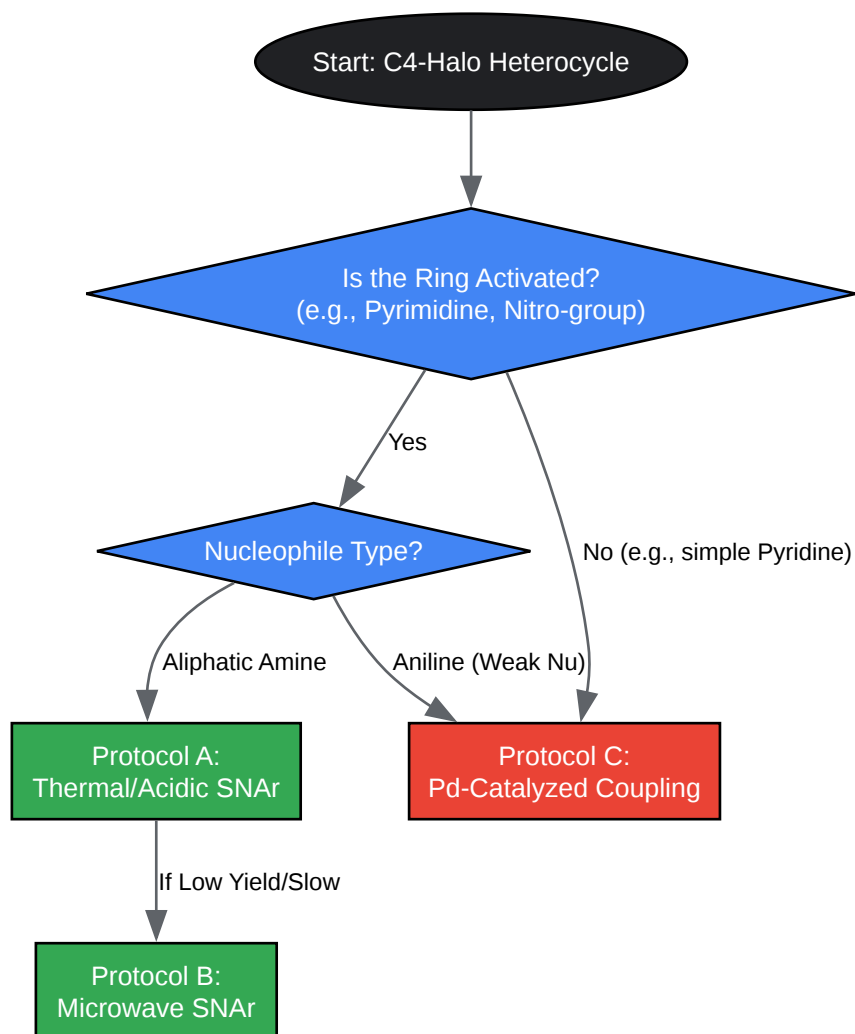 Start: C4-Halo Heterocycle
Is the Ring Activated?
(e.g., Pyrimidine, Nitro-group)
Yes
Nucleophile Type?
No (e.g., simple Pyridine)
Aliphatic Amine
Aniline (Weak Nu)
Protocol A:
Thermal/Acidic SNAr
Protocol C:
Pd-Catalyzed Coupling
If Low Yield/Slow
Protocol B:
Microwave SNAr